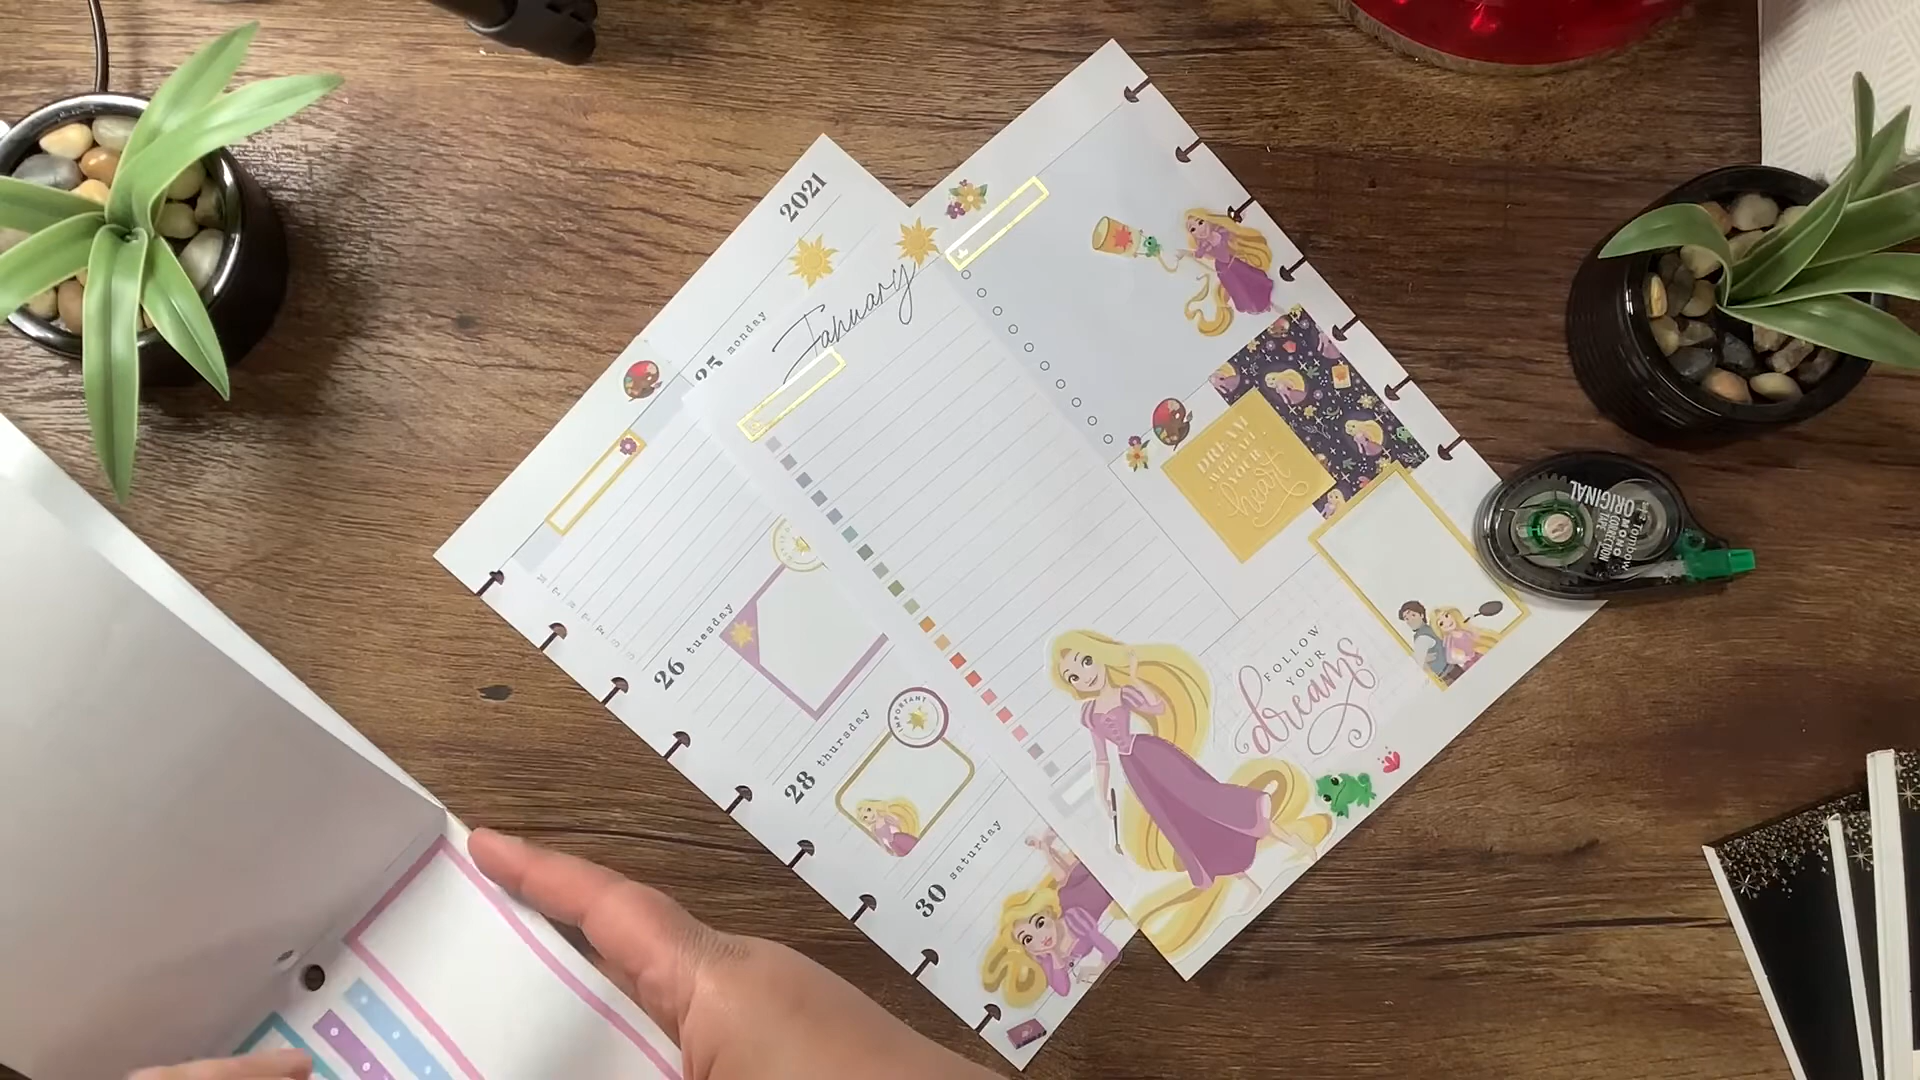 2021
25 monday
January
26 tuesday
28 thursday
IMPORTANT
30 saturday
DREAM
WITH ALL
YOUR
heart
FOLLOW
YOUR
dreams
ORIGINAL
MONO
CORRECTION
TAPE
Tombow